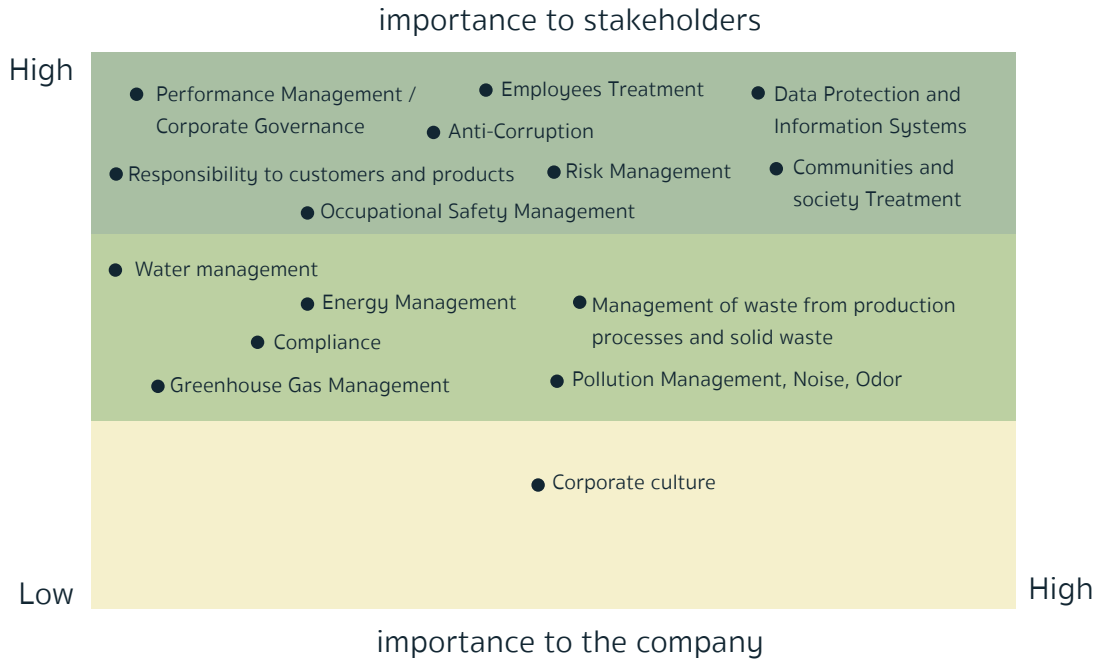 importance to stakeholders
High
Performance Management /
Corporate Governance
Employees Treatment
Data Protection and
Information Systems
Anti-Corruption
Responsibility to customers and products
Risk Management
Communities and
society Treatment
Occupational Safety Management
Water management
Energy Management
Management of waste from production
processes and solid waste
Compliance
Greenhouse Gas Management
Pollution Management, Noise, Odor
Corporate culture
Low
High
importance to the company